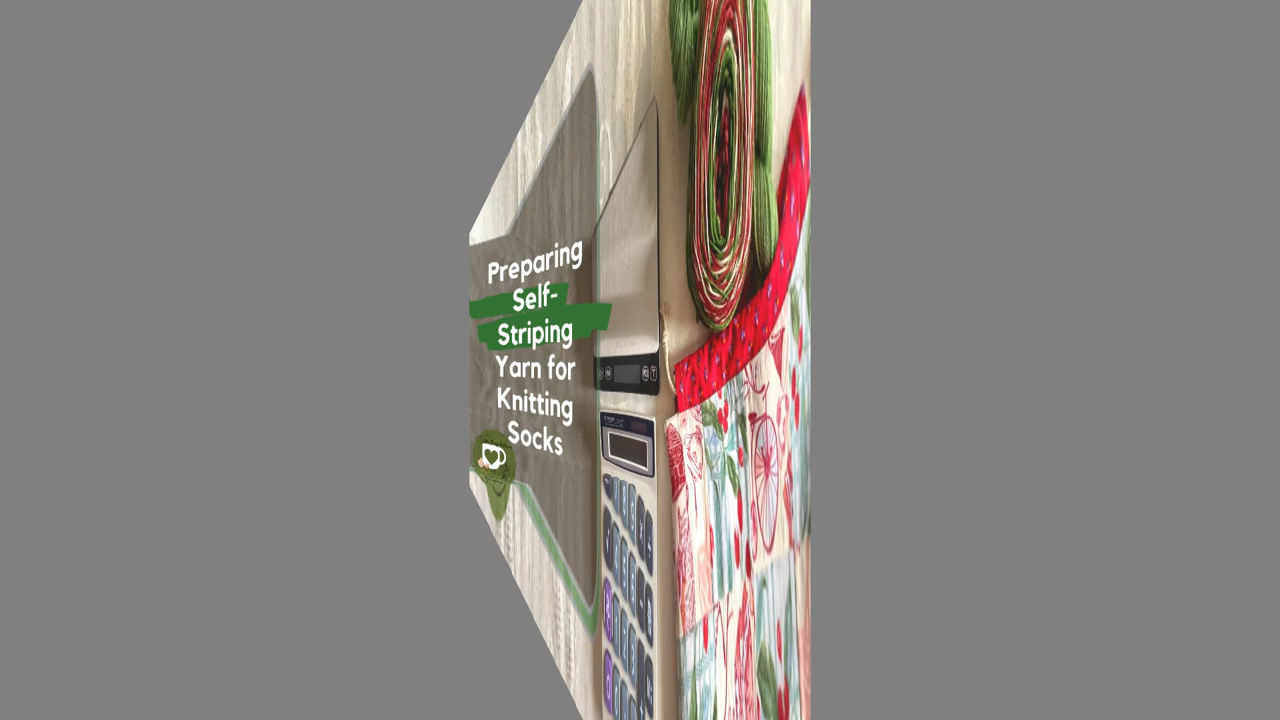 Preparing
Self-
Striping
Yarn for
Knitting
Socks